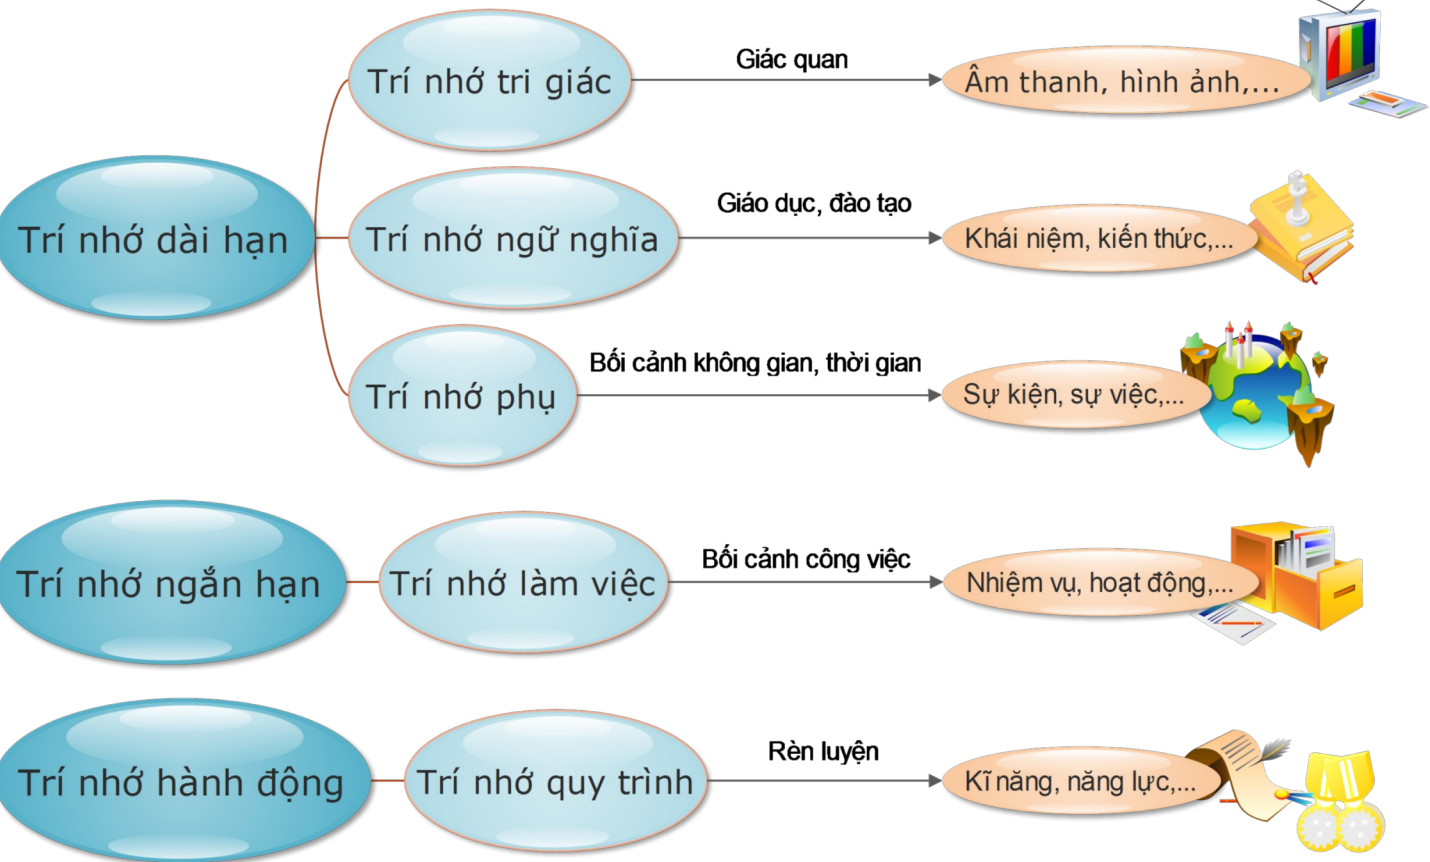 Trí nhớ tri giác
Giác quan
Âm thanh, hình ảnh,...
Trí nhớ dài hạn
Trí nhớ ngữ nghĩa
Giáo dục, đào tạo
Khái niệm, kiến thức,...
Trí nhớ phụ
Bối cảnh không gian, thời gian
Sự kiện, sự việc,...
Trí nhớ ngắn hạn
Trí nhớ làm việc
Bối cảnh công việc
Nhiệm vụ, hoạt động,...
Trí nhớ hành động
Trí nhớ quy trình
Rèn luyện
Kĩ năng, năng lực,...